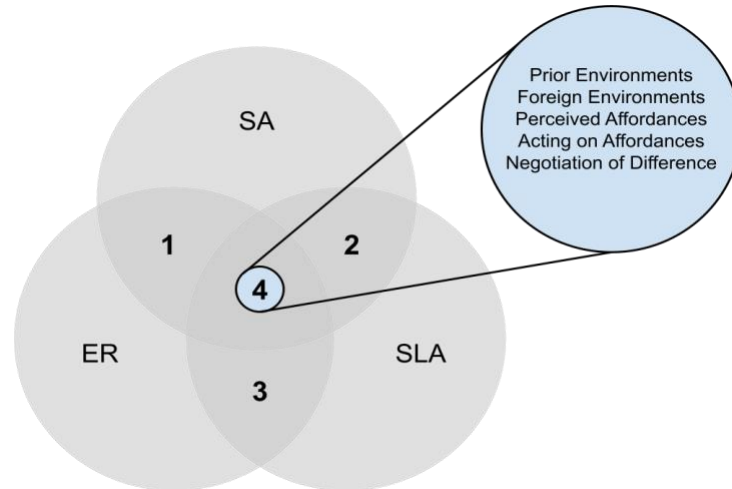 Prior Environments
Foreign Environments
Perceived Affordances
Acting on Affordances
Negotiation of Difference
SA
1
2
4
ER
SLA
3